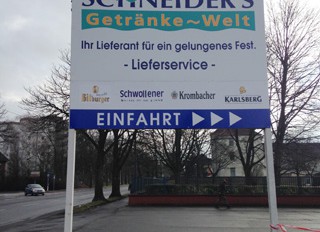 SCHNEIDER'S
Getränke~Welt
Ihr Lieferant für ein gelungenes Fest.
- Lieferservice -
Bitburger Schwollener Krombacher KARLSBERG
EINFAHRT